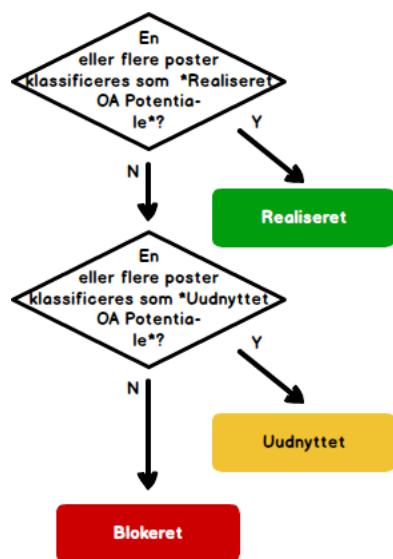 En
eller flere poster
klassificeres som *Realiseret
OA Potentia-
le*?
Y
N
Realiseret
En
eller flere poster
klassificeres som *Uudnyttet
OA Potentia-
le*?
Y
N
Uudnyttet
Blokeret